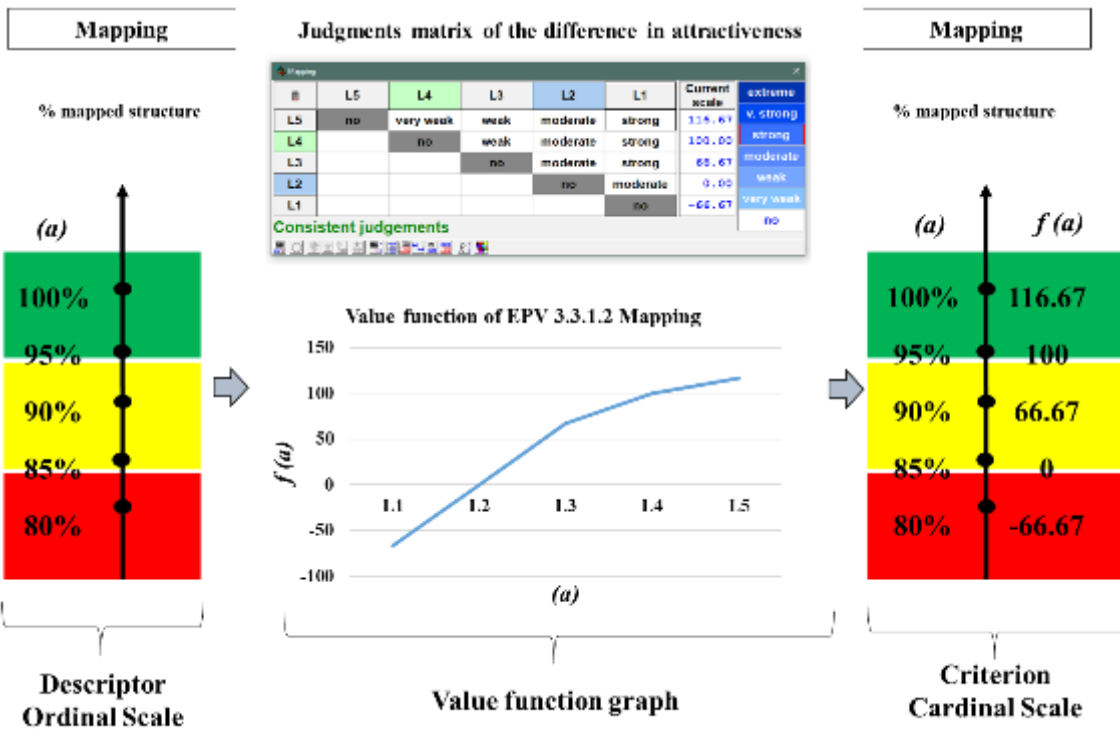 Mapping
Judgments matrix of the difference in attractiveness
Mapping
% mapped structure
Mapping
L5 L4 L3 L2 L1 Current scale extreme
L5 no very weak weak moderate strong 116.67 v. strong
L4 no weak moderate strong 100.00 strong
L3 no moderate strong 66.67 moderate
L2 no moderate 0.00 weak
L1 no -66.67 very weak
no
Consistent judgements
% mapped structure
(a)
100%
95%
90%
85%
80%
Value function of EPV 3.3.1.2 Mapping
150
100
50
0
-50
-100
f (a)
L1 L2 L3 L4 L5
(a)
(a) f (a)
100% 116.67
95% 100
90% 66.67
85% 0
80% -66.67
Descriptor
Ordinal Scale
Value function graph
Criterion
Cardinal Scale